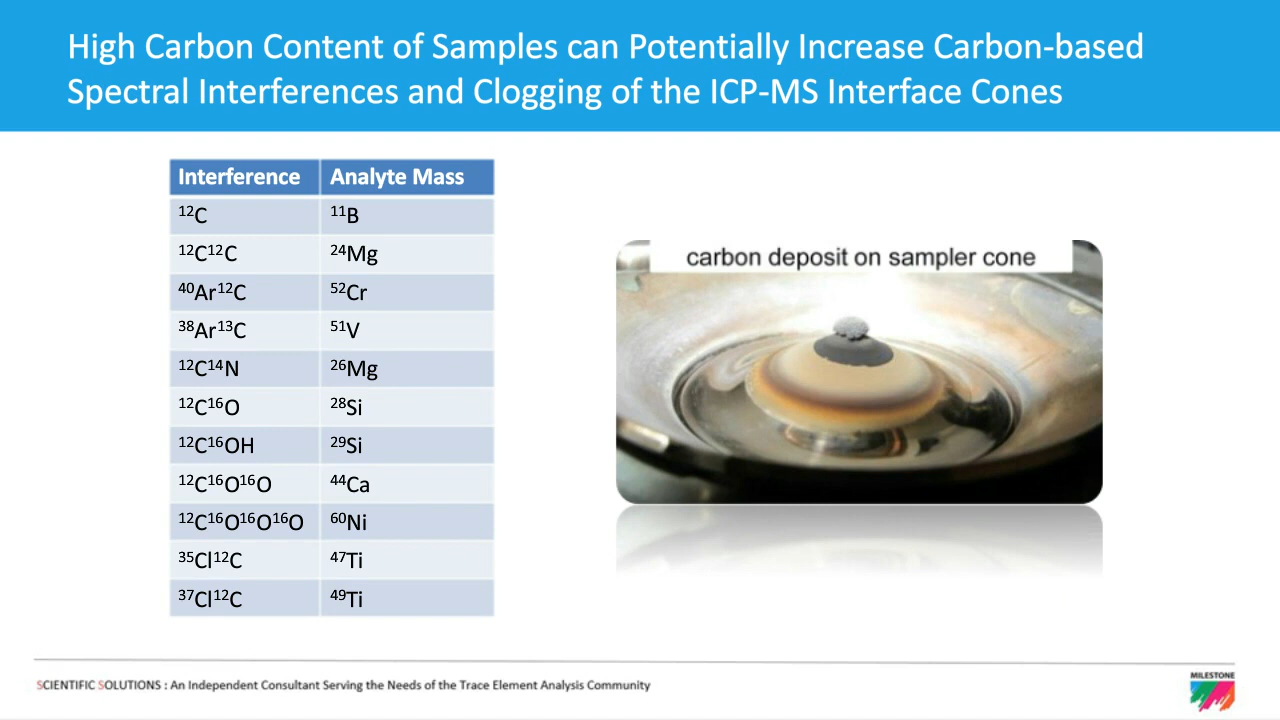 High Carbon Content of Samples can Potentially Increase Carbon-based
Spectral Interferences and Clogging of the ICP-MS Interface Cones
Interference Analyte Mass
¹²C ¹¹B
¹²C¹²C ²⁴Mg
⁴⁰Ar¹²C ⁵²Cr
³⁸Ar¹³C ⁵¹V
¹²C¹⁴N ²⁶Mg
¹²C¹⁶O ²⁸Si
¹²C¹⁶OH ²⁹Si
¹²C¹⁶O¹⁶O ⁴⁴Ca
¹²C¹⁶O¹⁶O¹⁶O ⁶⁰Ni
³⁵Cl¹²C ⁴⁷Ti
³⁷Cl¹²C ⁴⁹Ti
carbon deposit on sampler cone
SCIENTIFIC SOLUTIONS : An Independent Consultant Serving the Needs of the Trace Element Analysis Community
MILESTONE